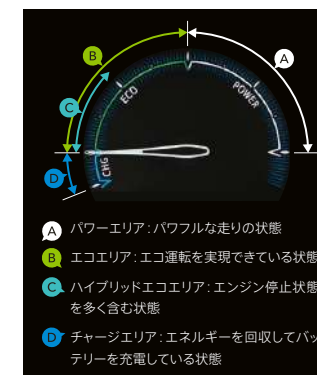 B
A
C
D
ECO
POWER
CHG
A パワーエリア：パワフルな走りの状態
B エコエリア：エコ運転を実現できている状態
C ハイブリッドエコエリア：エンジン停止状態
を多く含む状態
D チャージエリア：エネルギーを回収してバッ
テリーを充電している状態